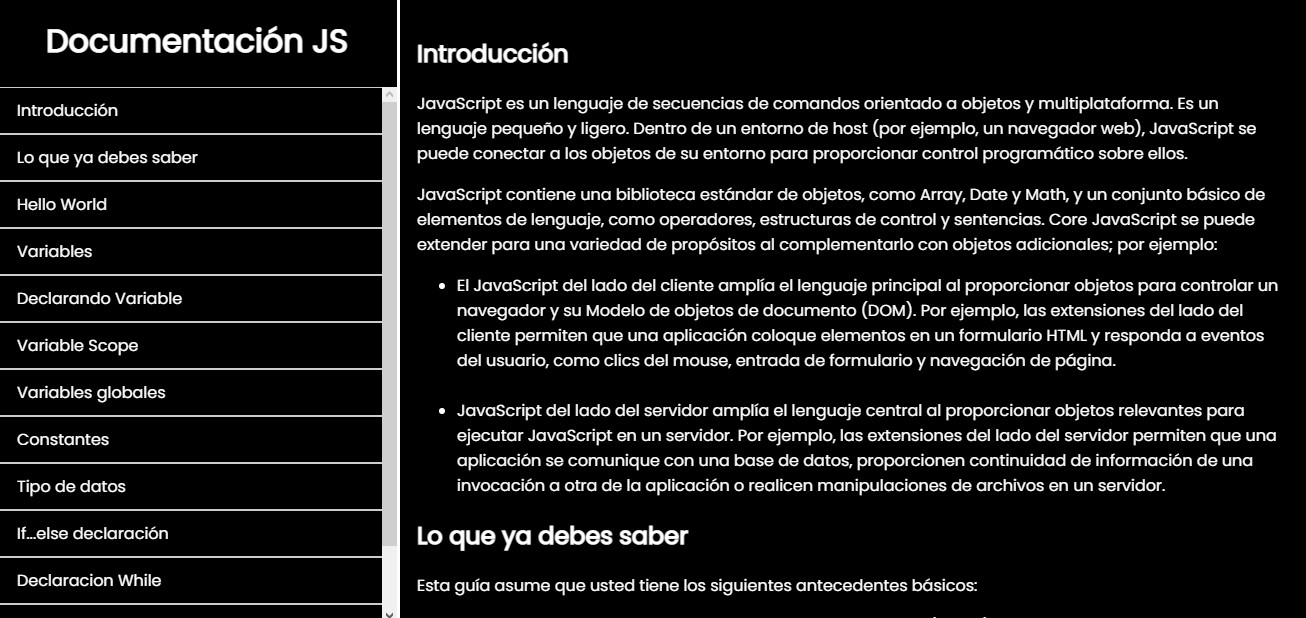 Documentación JS
Introducción
Lo que ya debes saber
Hello World
Variables
Declarando Variable
Variable Scope
Variables globales
Constantes
Tipo de datos
If...else declaración
Declaracion While
Introducción
JavaScript es un lenguaje de secuencias de comandos orientado a objetos y multiplataforma. Es un
lenguaje pequeño y ligero. Dentro de un entorno de host (por ejemplo, un navegador web), JavaScript se
puede conectar a los objetos de su entorno para proporcionar control programático sobre ellos.
JavaScript contiene una biblioteca estándar de objetos, como Array, Date y Math, y un conjunto básico de
elementos de lenguaje, como operadores, estructuras de control y sentencias. Core JavaScript se puede
extender para una variedad de propósitos al complementarlo con objetos adicionales; por ejemplo:
• El JavaScript del lado del cliente amplía el lenguaje principal al proporcionar objetos para controlar un
navegador y su Modelo de objetos de documento (DOM). Por ejemplo, las extensiones del lado del
cliente permiten que una aplicación coloque elementos en un formulario HTML y responda a eventos
del usuario, como clics del mouse, entrada de formulario y navegación de página.
• JavaScript del lado del servidor amplía el lenguaje central al proporcionar objetos relevantes para
ejecutar JavaScript en un servidor. Por ejemplo, las extensiones del lado del servidor permiten que una
aplicación se comunique con una base de datos, proporcionen continuidad de información de una
invocación a otra de la aplicación o realicen manipulaciones de archivos en un servidor.
Lo que ya debes saber
Esta guía asume que usted tiene los siguientes antecedentes básicos: